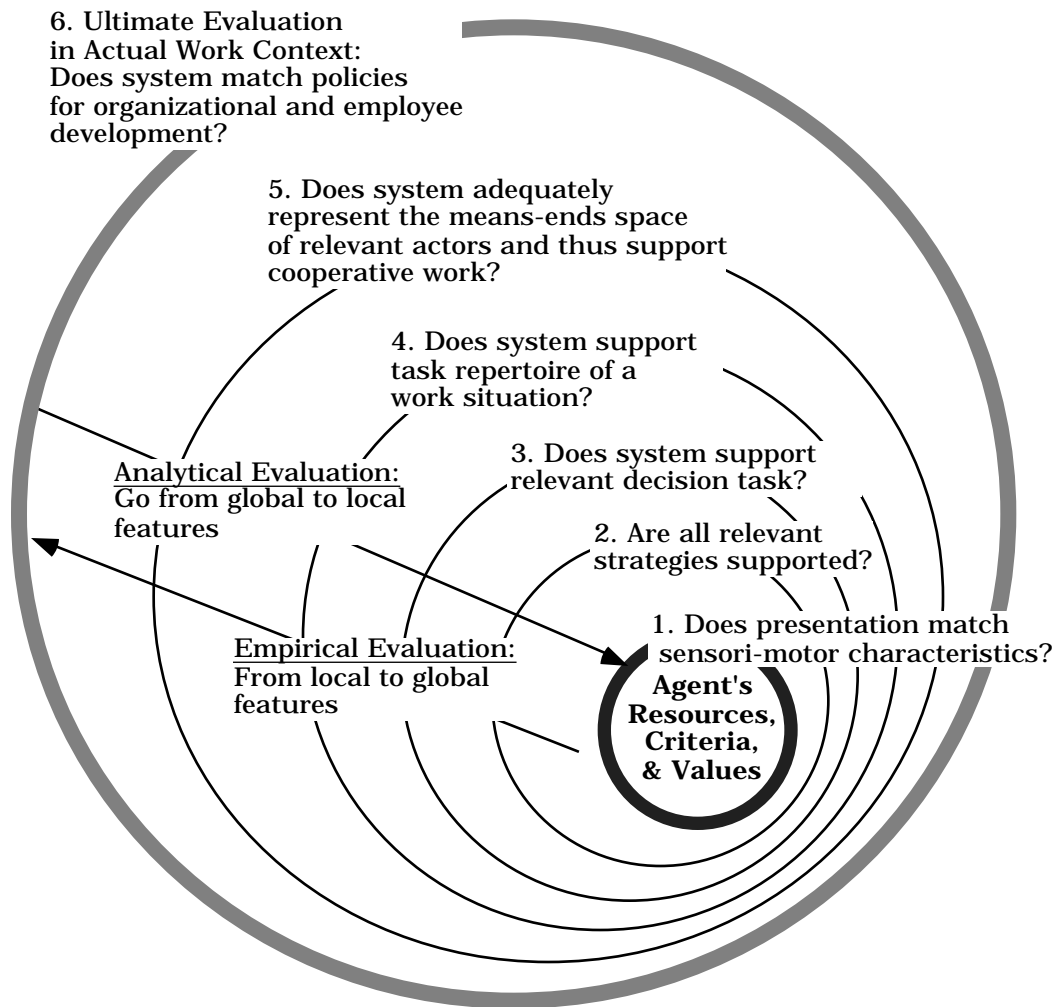 6. Ultimate Evaluation
in Actual Work Context:
Does system match policies
for organizational and employee
development?
5. Does system adequately
represent the means-ends space
of relevant actors and thus support
cooperative work?
4. Does system support
task repertoire of a
work situation?
3. Does system support
relevant decision task?
Analytical Evaluation:
Go from global to local
features
2. Are all relevant
strategies supported?
1. Does presentation match
sensori-motor characteristics?
Empirical Evaluation:
From local to global
features
Agent's
Resources,
Criteria,
& Values